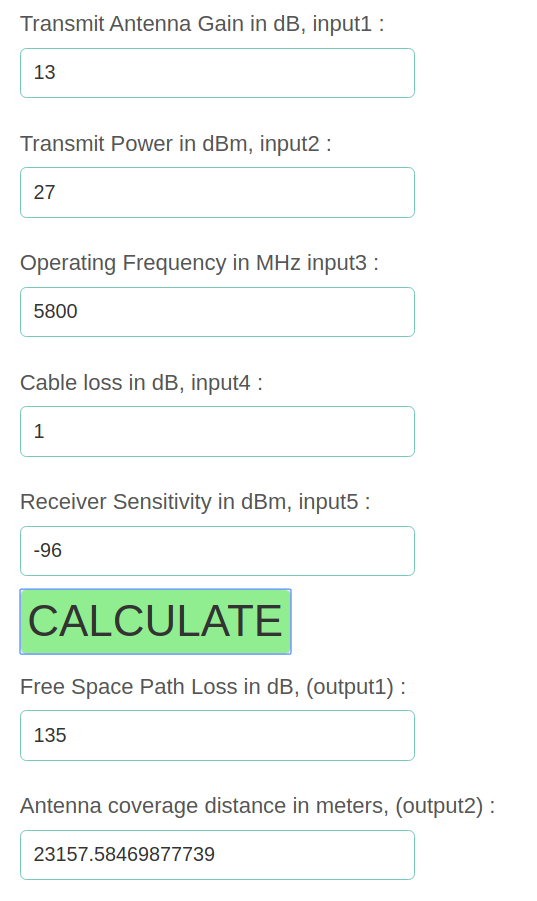 Transmit Antenna Gain in dB, input1 :
13
Transmit Power in dBm, input2 :
27
Operating Frequency in MHz input3 :
5800
Cable loss in dB, input4 :
1
Receiver Sensitivity in dBm, input5 :
-96
CALCULATE
Free Space Path Loss in dB, (output1) :
135
Antenna coverage distance in meters, (output2) :
23157.58469877739